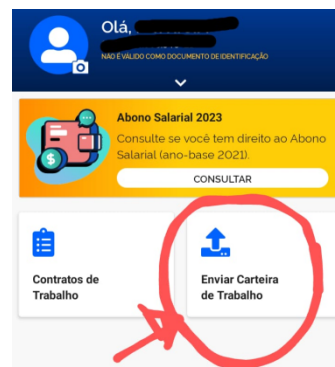 Olá,
NÃO É VÁLIDO COMO DOCUMENTO DE IDENTIFICAÇÃO
Abono Salarial 2023
Consulte se você tem direito ao Abono
Salarial (ano-base 2021).
CONSULTAR
Contratos de
Trabalho
Enviar Carteira
de Trabalho